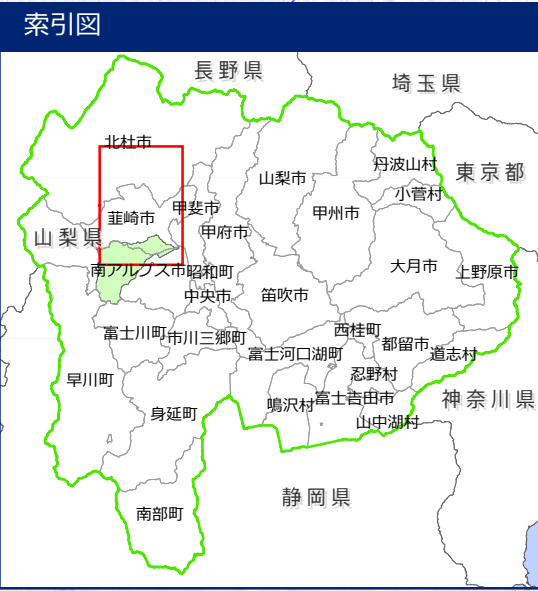 索引図
長野県
埼玉県
北杜市
丹波山村
東京都
山梨市
小菅村
韮崎市
甲斐市
甲州市
甲府市
山梨県
大月市
上野原市
南アルプス市
昭和町
中央市
笛吹市
富士川町
市川三郷町
西桂町
都留市
富士河口湖町
道志村
忍野村
早川町
鳴沢村
富士吉田市
神奈川県
身延町
山中湖村
静岡県
南部町